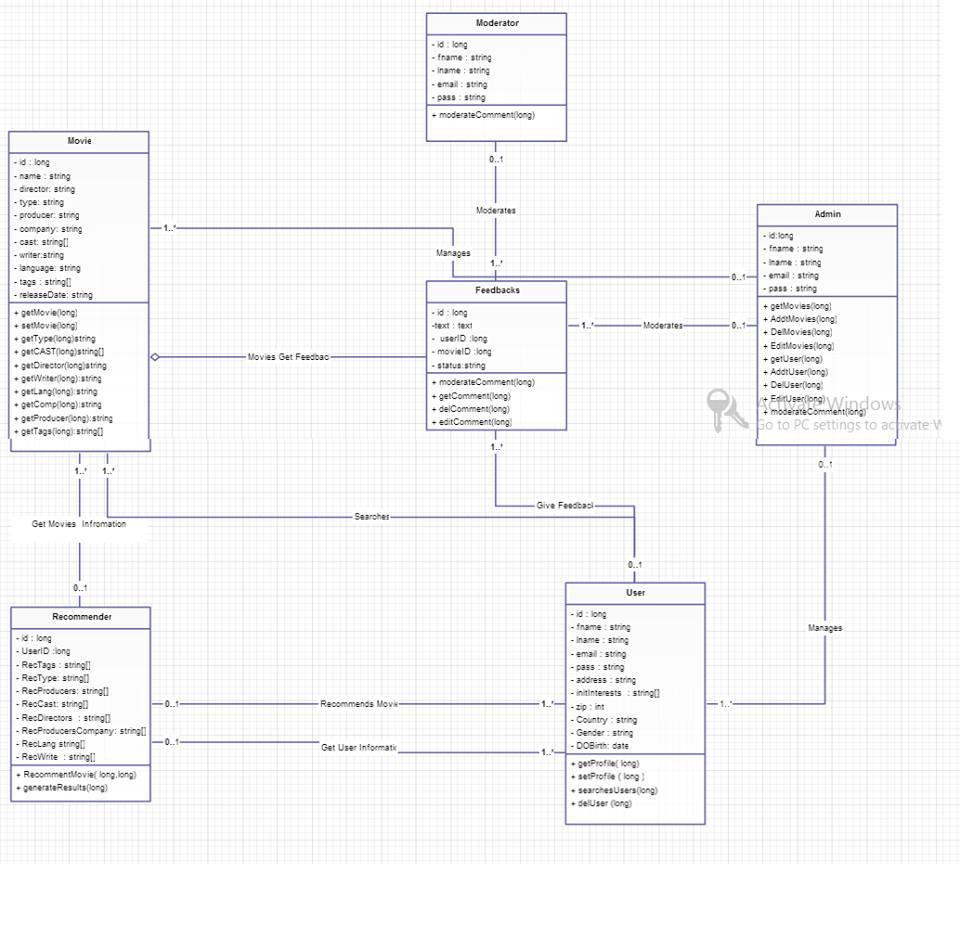 Moderator
- id : long
- fname : string
- lname : string
- email : string
- pass : string
+ moderateComment(long)
0..1
Moderates
1..*
Movie
- id : long
- name : string
- director: string
- type: string
- producer: string
- company: string
- cast: string[]
- writer:string
- language: string
- tags : string[]
- releaseDate: string
+ getMovie(long)
+ setMovie(long)
+ getType(long)string
+ getCAST(long)string[]
+ getDirector(long)string
+ getWriter(long):string
+ getLang(long):string
+ getComp(long):string
+ getProducer(long):string
+ getTags(long):string[]
1..*
Manages
0..1
Admin
- id:long
- fname : string
- lname : string
- email : string
- pass : string
+ getMovies(long)
+ AddtMovies(long)
+ DelMovies(long)
+ EditMovies(long)
+ getUser(long)
+ AddtUser(long)
+ DelUser(long)
+ EditUser(long)
+ moderateComment(long)
Activate Windows
Go to PC settings to activate W
Feedbacks
- id : long
-text : text
- userID :long
- movieID :long
- status:string
+ moderateComment(long)
+ getComment(long)
+ delComment(long)
+ editComment(long)
1..*
Moderates
0..1
Movies Get Feedbac
1..*
1..*
Get Movies Infromation
0..1
Searches
1..*
Give Feedbacl
0..1
0..1
Manages
1..*
Recommender
- id : long
- UserID :long
- RecTags : string[]
- RecType: string[]
- RecProducers: string[]
- RecCast: string[]
- RecDirectors : string[]
- RecProducersCompany: string[]
- RecLang string[]
- RecWrite : string[]
+ RecommentMovie( long,long)
+ generateResults(long)
0..1
Recommends Movie
1..*
0..1
Get User Informatic
1..*
User
- id : long
- fname : string
- lname : string
- email : string
- pass : string
- address : string
- initInterests : string[]
- zip : int
- Country : string
- Gender : string
- DOBirth: date
+ getProfile( long)
+ setProfile ( long )
+ searchesUsers(long)
+ delUser (long)